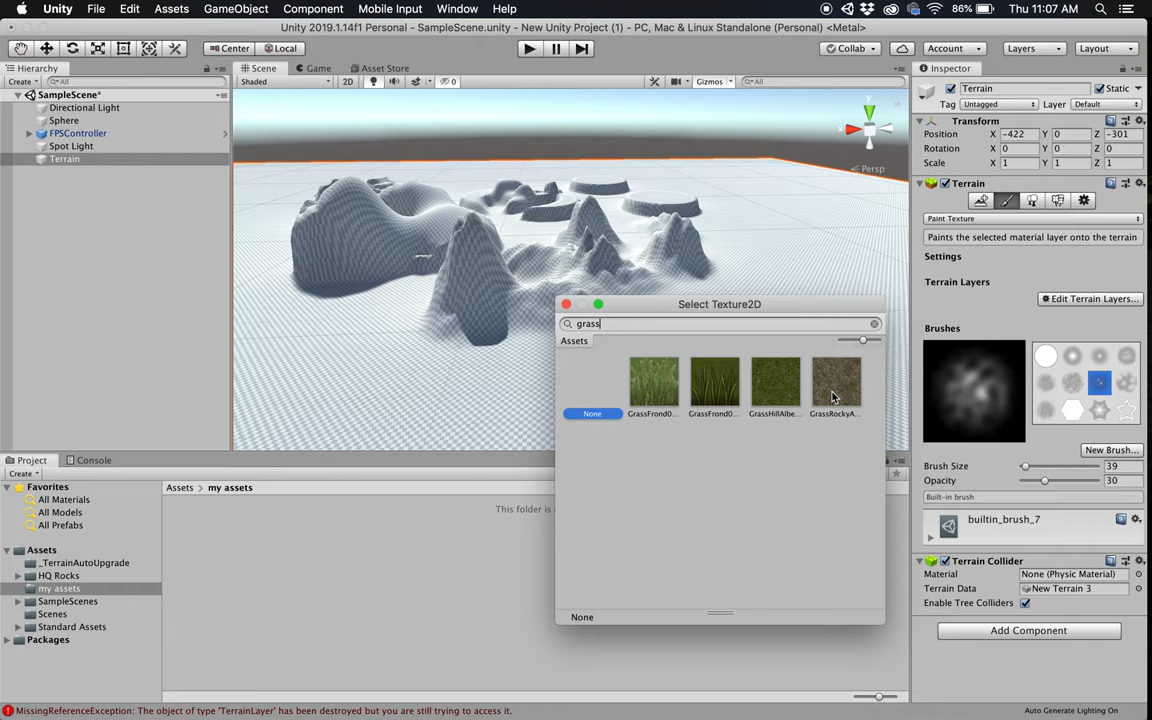 Unity File Edit Assets GameObject Component Mobile Input Window Help 86% Thu 11:07 AM
Unity 2019.1.14f1 Personal - SampleScene.unity - New Unity Project (1) - PC, Mac & Linux Standalone (Personal) <Metal>
Center Local Collab Account Layers Layout
Hierarchy
Create All
SampleScene*
Directional Light
Sphere
FPSController
Spot Light
Terrain
Scene Game Asset Store
Shaded 2D 0 Gizmos All
y
Persp
Select Texture2D
grass
Assets
None GrassFrond0... GrassFrond0... GrassHillAlbe... GrassRockyA...
None
Inspector
Terrain Static
Tag Untagged Layer Default
Transform
Position X -422 Y 0 Z -301
Rotation X 0 Y 0 Z 0
Scale X 1 Y 1 Z 1
Terrain
Paint Texture
Paints the selected material layer onto the terrain
Settings
Terrain Layers
Edit Terrain Layers...
Brushes
New Brush...
Brush Size 39
Opacity 30
Built-in brush
builtin_brush_7
Terrain Collider
Material None (Physic Material)
Terrain Data New Terrain 3
Enable Tree Colliders
Add Component
Project Console
Create
Favorites
All Materials
All Models
All Prefabs
Assets
_TerrainAutoUpgrade
HQ Rocks
my assets
SampleScenes
Scenes
Standard Assets
Packages
Assets > my assets
This folder is
MissingReferenceException: The object of type 'TerrainLayer' has been destroyed but you are still trying to access it.
Auto Generate Lighting On